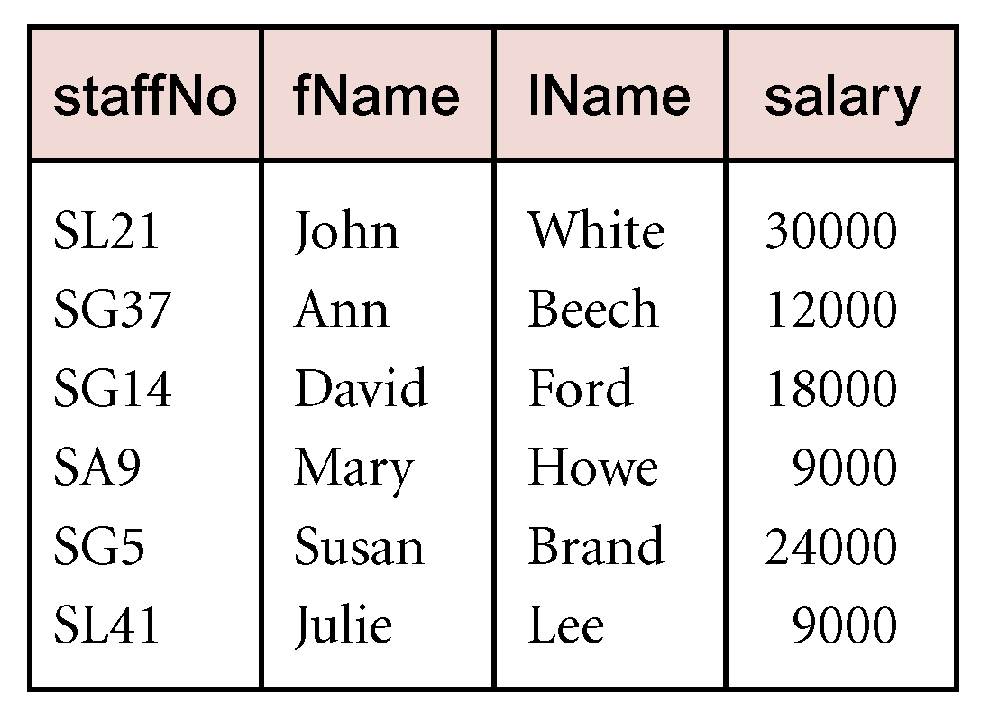 staffNo fName lName salary
SL21 John White 30000
SG37 Ann Beech 12000
SG14 David Ford 18000
SA9 Mary Howe 9000
SG5 Susan Brand 24000
SL41 Julie Lee 9000